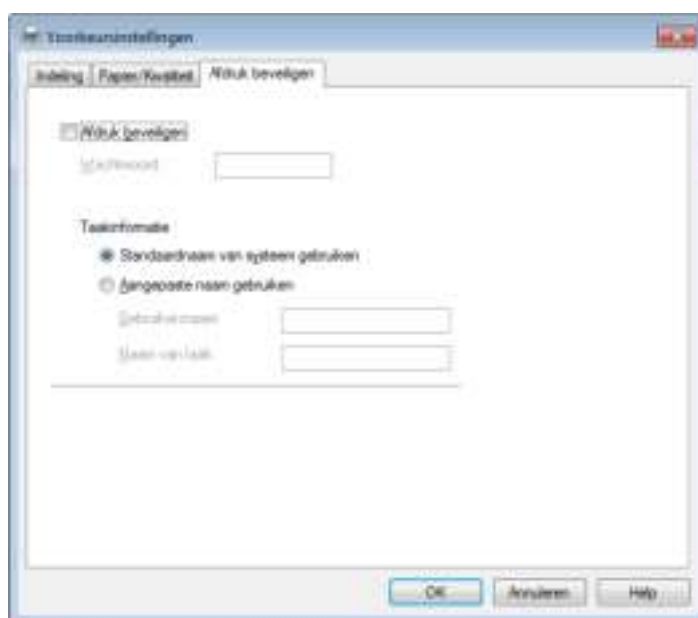 Voorkeursinstellingen
Indeling Papier/Kwaliteit Afdruk beveiligen
Afdruk beveiligen
Wachtwoord
Taakinformatie
Standaardnaam van systeem gebruiken
Aangepaste naam gebruiken
Gebruikersnaam
Naam van taak
OK Annuleren Help